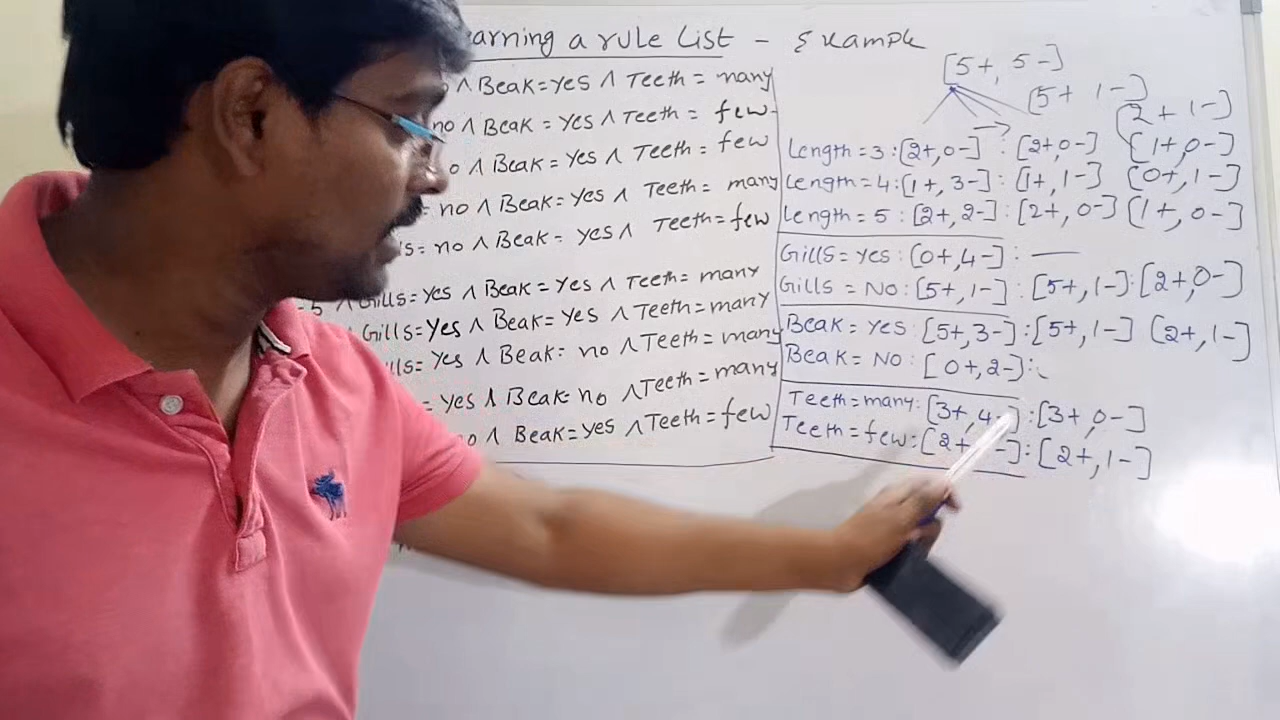 arning a rule List - Example
∧ Beak=yes ∧ Teeth = many
no ∧ Beak = yes ∧ Teeth = few
o ∧ Beak = Yes ∧ Teeth = few
= no ∧ Beak = yes ∧ Teeth = many
ls= no ∧ Beak = yes ∧ Teeth=few
5 ∧ Gills=yes ∧ Beak=Yes ∧ Teeth= many
Gills=Yes ∧ Beak= Yes ∧ Teeth= many
lls= Yes ∧ Beak= no ∧ Teeth= many
= yes ∧ Beak= no ∧ Teeth= many
no ∧ Beak=yes ∧ Teeth= few
[5+, 5-]
[5+ 1-]
[2+ 1-]
Length=3:[2+,0-] : [2+,0-] [1+,0-]
Length=4:[1+,3-] : [1+,1-] [0+,1-]
Length=5:[2+,2-] : [2+,0-] [1+,0-]
Gills=yes:[0+,4-] : —
Gills=NO:[5+,1-] : [5+,1-]:[2+,0-]
Beak=yes:[5+,3-]:[5+,1-] [2+,1-]
Beak=NO:[0+,2-]:
Teeth=many:[3+,4-]:[3+,0-]
Teeth=few:[2+, -]:[2+,1-]